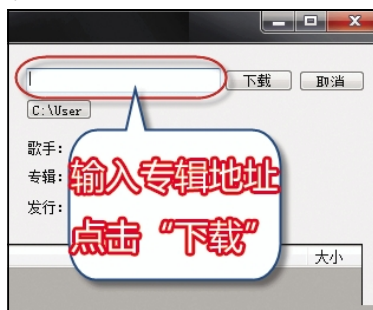 下载 取消
C:\User
歌手:
专辑:
发行:
输入专辑地址
点击“下载”
大小